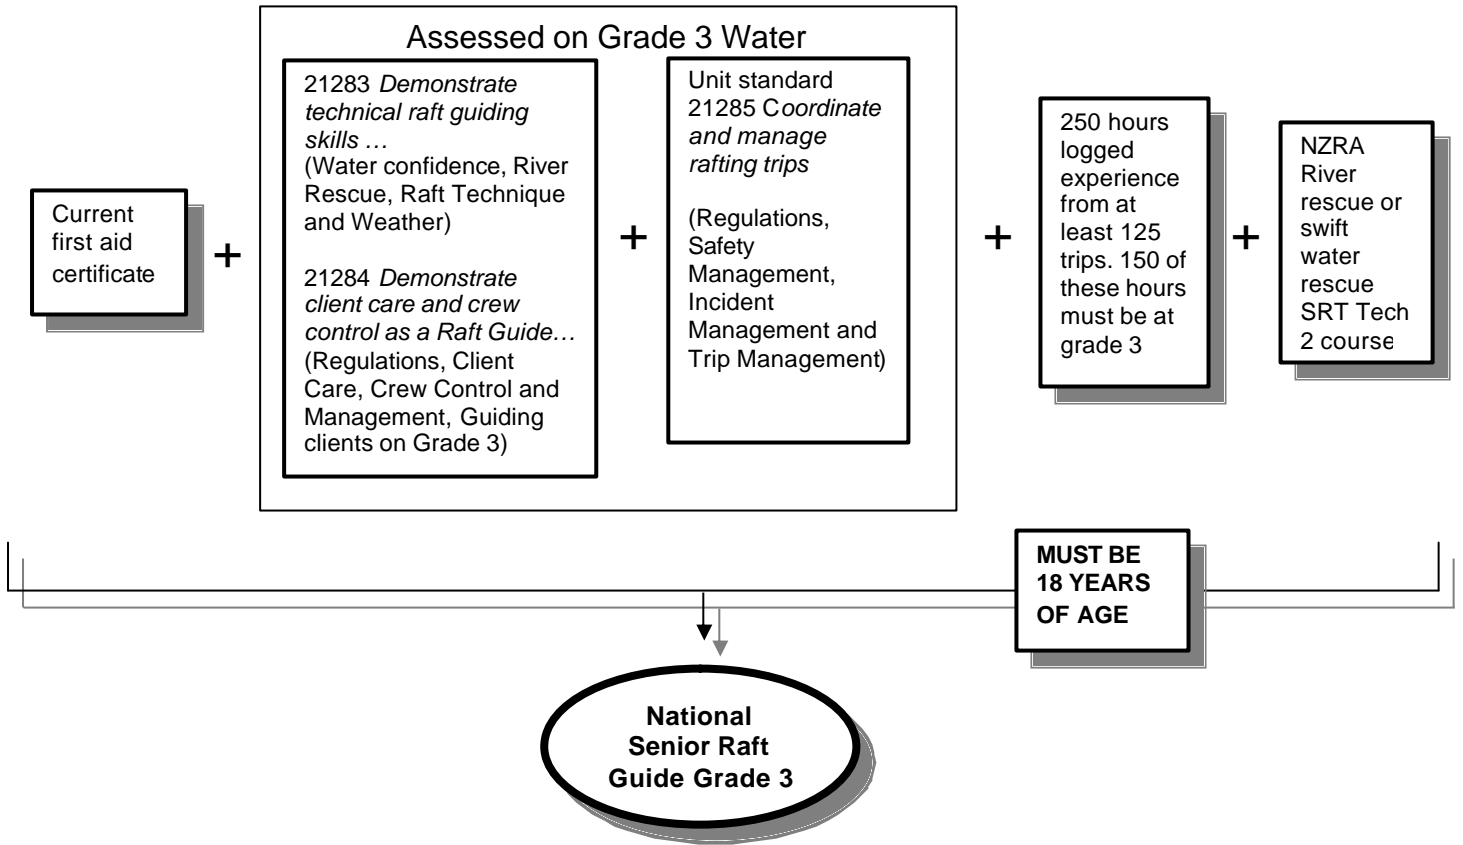 Assessed on Grade 3 Water
Current
first aid
certificate
+
21283 Demonstrate
technical raft guiding
skills …
(Water confidence, River
Rescue, Raft Technique
and Weather)
21284 Demonstrate
client care and crew
control as a Raft Guide…
(Regulations, Client
Care, Crew Control and
Management, Guiding
clients on Grade 3)
+
Unit standard
21285 Coordinate
and manage
rafting trips
(Regulations,
Safety
Management,
Incident
Management and
Trip Management)
+
250 hours
logged
experience
from at
least 125
trips. 150 of
these hours
must be at
grade 3
+
NZRA
River
rescue or
swift
water
rescue
SRT Tech
2 course
MUST BE
18 YEARS
OF AGE
National
Senior Raft
Guide Grade 3